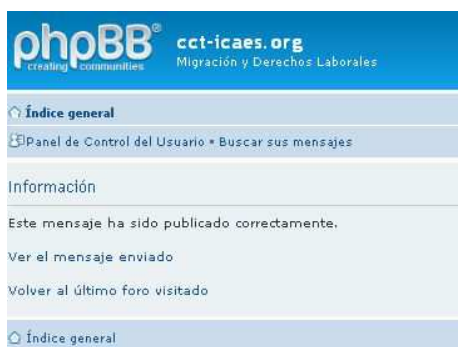 phpBB®
creating communities
cct-icaes.org
Migración y Derechos Laborales
Índice general
Panel de Control del Usuario • Buscar sus mensajes
Información
Este mensaje ha sido publicado correctamente.
Ver el mensaje enviado
Volver al último foro visitado
Índice general